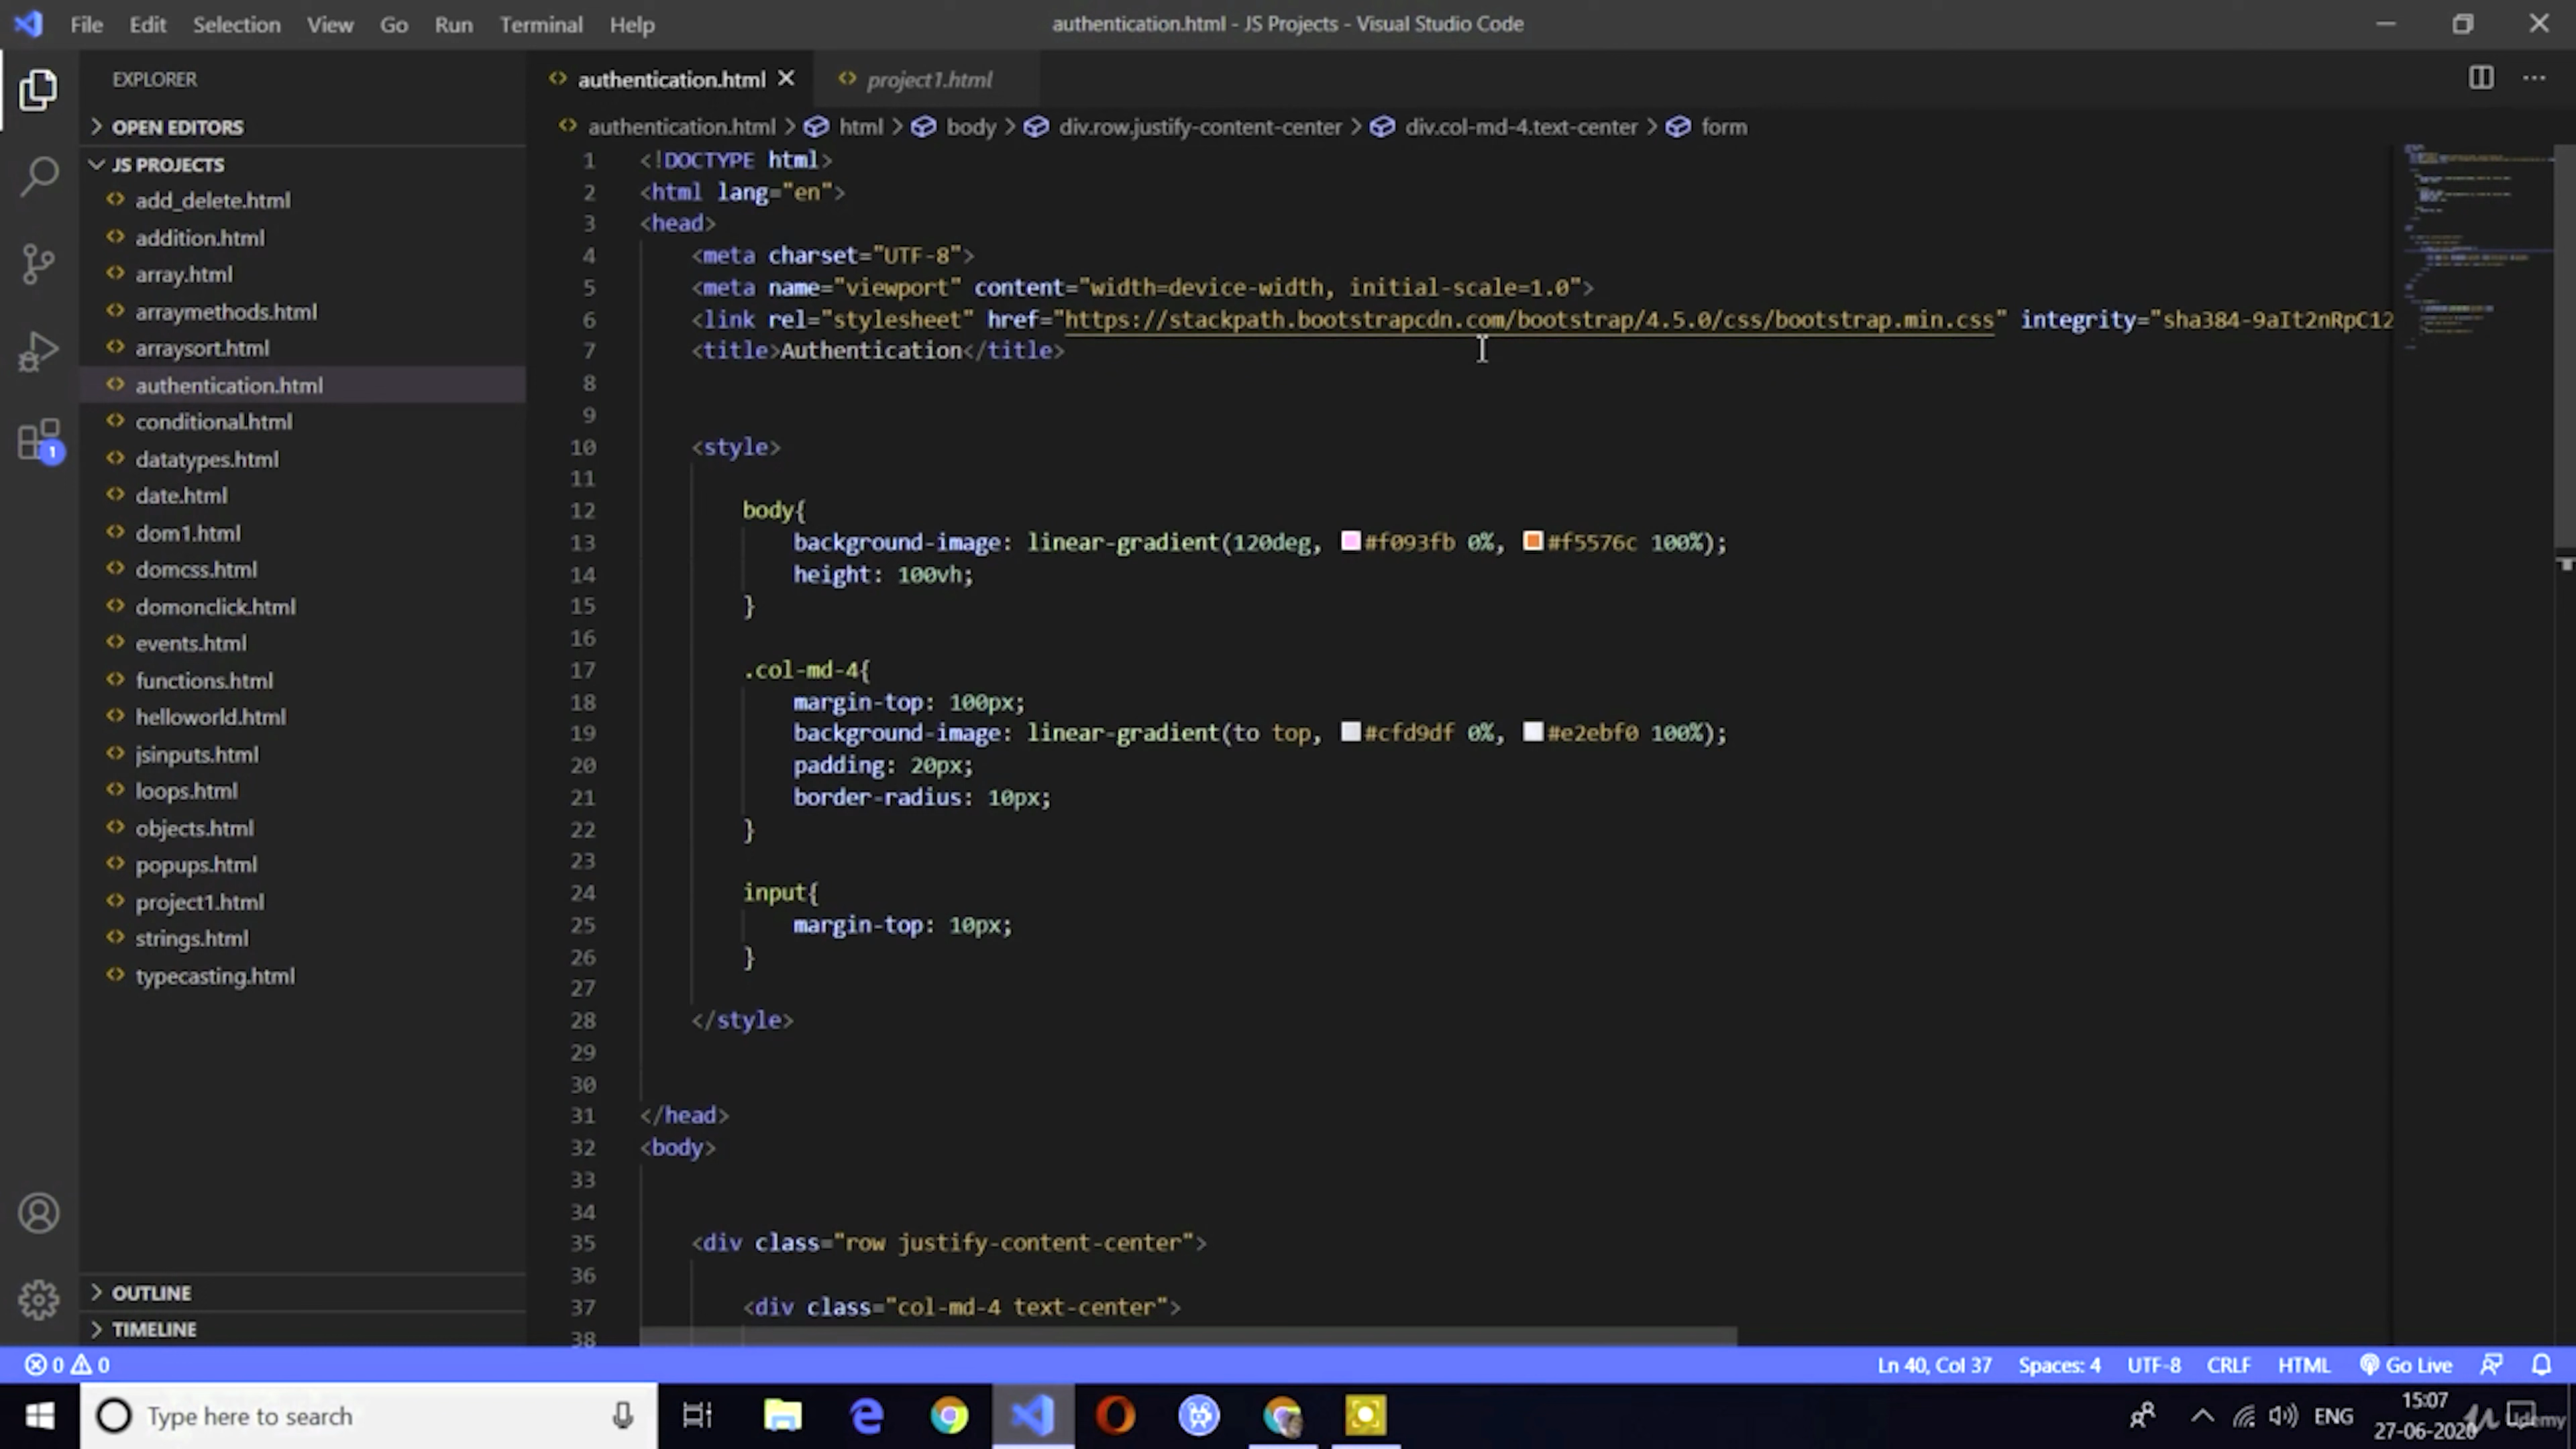 File Edit Selection View Go Run Terminal Help authentication.html - JS Projects - Visual Studio Code
EXPLORER
OPEN EDITORS
JS PROJECTS
add_delete.html
addition.html
array.html
arraymethods.html
arraysort.html
authentication.html
conditional.html
datatypes.html
date.html
dom1.html
domcss.html
domonclick.html
events.html
functions.html
helloworld.html
jsinputs.html
loops.html
objects.html
popups.html
project1.html
strings.html
typecasting.html
OUTLINE
TIMELINE
1
authentication.html project1.html
authentication.html > html > body > div.row.justify-content-center > div.col-md-4.text-center > form
1 <!DOCTYPE html>
2 <html lang="en">
3 <head>
4 <meta charset="UTF-8">
5 <meta name="viewport" content="width=device-width, initial-scale=1.0">
6 <link rel="stylesheet" href="https://stackpath.bootstrapcdn.com/bootstrap/4.5.0/css/bootstrap.min.css" integrity="sha384-9aIt2nRpC12
7 <title>Authentication</title>
8
9
10 <style>
11
12 body{
13 background-image: linear-gradient(120deg, #f093fb 0%, #f5576c 100%);
14 height: 100vh;
15 }
16
17 .col-md-4{
18 margin-top: 100px;
19 background-image: linear-gradient(to top, #cfd9df 0%, #e2ebf0 100%);
20 padding: 20px;
21 border-radius: 10px;
22 }
23
24 input{
25 margin-top: 10px;
26 }
27
28 </style>
29
30
31 </head>
32 <body>
33
34
35 <div class="row justify-content-center">
36
37 <div class="col-md-4 text-center">
38
0 0 Ln 40, Col 37 Spaces: 4 UTF-8 CRLF HTML Go Live
Type here to search ENG 15:07
27-06-2020
Udemy